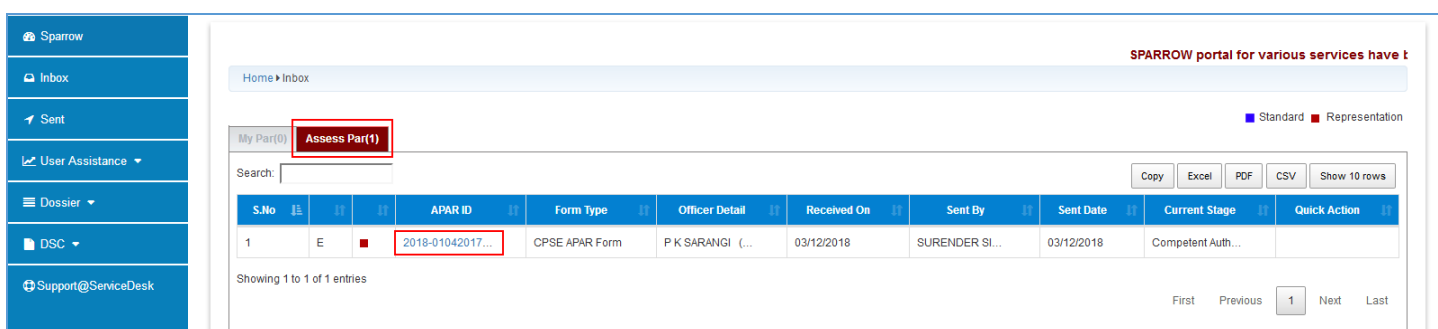 Sparrow
Inbox
Sent
User Assistance
Dossier
DSC
Support@ServiceDesk
SPARROW portal for various services have b
Home Inbox
Standard Representation
My Par(0) Assess Par(1)
Search:
Copy Excel PDF CSV Show 10 rows
S.No APAR ID Form Type Officer Detail Received On Sent By Sent Date Current Stage Quick Action
1 E 2018-01042017... CPSE APAR Form P K SARANGI (... 03/12/2018 SURENDER SI... 03/12/2018 Competent Auth...
Showing 1 to 1 of 1 entries
First Previous 1 Next Last